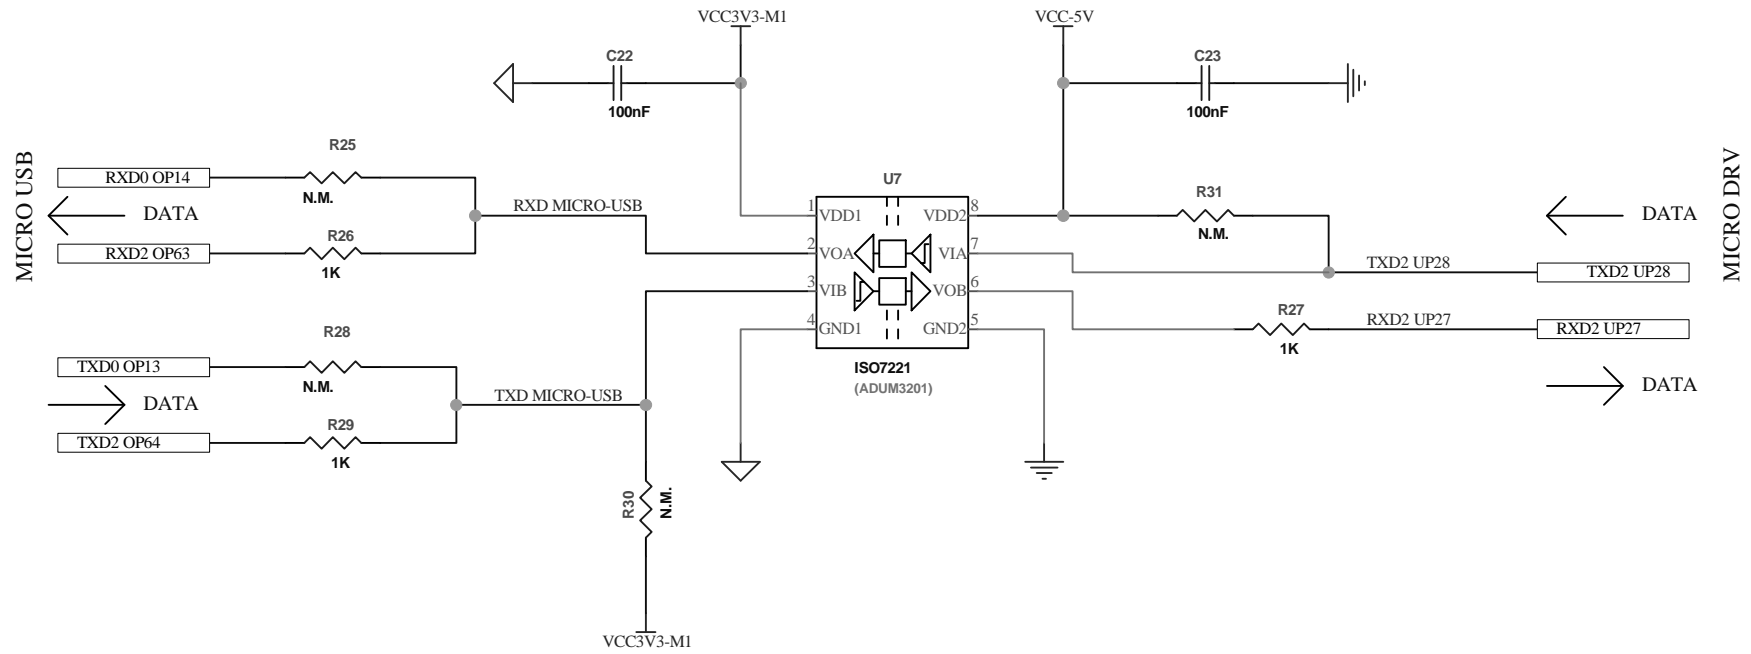 VCC3V3-M1
VCC-5V
C22
100nF
C23
100nF
MICRO USB
MICRO DRV
R25
RXD0 OP14
N.M.
DATA
RXD MICRO-USB
R26
RXD2 OP63
1K
U7
1
VDD1
VDD2
8
2
VOA
VIA
7
3
VIB
VOB
6
4
GND1
GND2
5
ISO7221
(ADUM3201)
R31
N.M.
DATA
TXD2 UP28
TXD2 UP28
R27
1K
RXD2 UP27
RXD2 UP27
DATA
R28
TXD0 OP13
N.M.
DATA
TXD MICRO-USB
R29
TXD2 OP64
1K
R30
N.M.
VCC3V3-M1